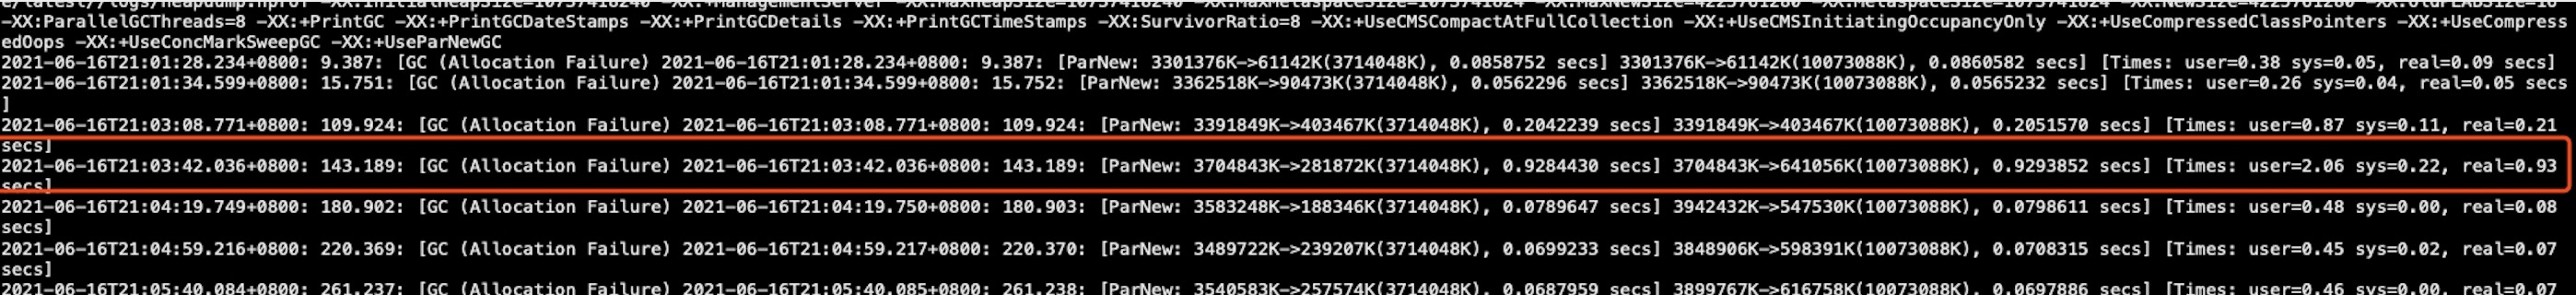 -XX:ParallelGCThreads=8 -XX:+PrintGC -XX:+PrintGCDateStamps -XX:+PrintGCDetails -XX:+PrintGCTimeStamps -XX:SurvivorRatio=8 -XX:+UseCMSCompactAtFullCollection -XX:+UseCMSInitiatingOccupancyOnly -XX:+UseCompressedClassPointers -XX:+UseCompress
edOops -XX:+UseConcMarkSweepGC -XX:+UseParNewGC
2021-06-16T21:01:28.234+0800: 9.387: [GC (Allocation Failure) 2021-06-16T21:01:28.234+0800: 9.387: [ParNew: 3301376K->61142K(3714048K), 0.0858752 secs] 3301376K->61142K(10073088K), 0.0860582 secs] [Times: user=0.38 sys=0.05, real=0.09 secs]
2021-06-16T21:01:34.599+0800: 15.751: [GC (Allocation Failure) 2021-06-16T21:01:34.599+0800: 15.752: [ParNew: 3362518K->90473K(3714048K), 0.0562296 secs] 3362518K->90473K(10073088K), 0.0565232 secs] [Times: user=0.26 sys=0.04, real=0.05 secs
]
2021-06-16T21:03:08.771+0800: 109.924: [GC (Allocation Failure) 2021-06-16T21:03:08.771+0800: 109.924: [ParNew: 3391849K->403467K(3714048K), 0.2042239 secs] 3391849K->403467K(10073088K), 0.2051570 secs] [Times: user=0.87 sys=0.11, real=0.21
secs]
2021-06-16T21:03:42.036+0800: 143.189: [GC (Allocation Failure) 2021-06-16T21:03:42.036+0800: 143.189: [ParNew: 3704843K->281872K(3714048K), 0.9284430 secs] 3704843K->641056K(10073088K), 0.9293852 secs] [Times: user=2.06 sys=0.22, real=0.93
secs]
2021-06-16T21:04:19.749+0800: 180.902: [GC (Allocation Failure) 2021-06-16T21:04:19.750+0800: 180.903: [ParNew: 3583248K->188346K(3714048K), 0.0789647 secs] 3942432K->547530K(10073088K), 0.0798611 secs] [Times: user=0.48 sys=0.00, real=0.08
secs]
2021-06-16T21:04:59.216+0800: 220.369: [GC (Allocation Failure) 2021-06-16T21:04:59.217+0800: 220.370: [ParNew: 3489722K->239207K(3714048K), 0.0699233 secs] 3848906K->598391K(10073088K), 0.0708315 secs] [Times: user=0.45 sys=0.02, real=0.07
secs]
2021-06-16T21:05:40.084+0800: 261.237: [GC (Allocation Failure) 2021-06-16T21:05:40.085+0800: 261.238: [ParNew: 3540583K->257574K(3714048K), 0.0687959 secs] 3899767K->616758K(10073088K), 0.0697886 secs] [Times: user=0.46 sys=0.00, real=0.07